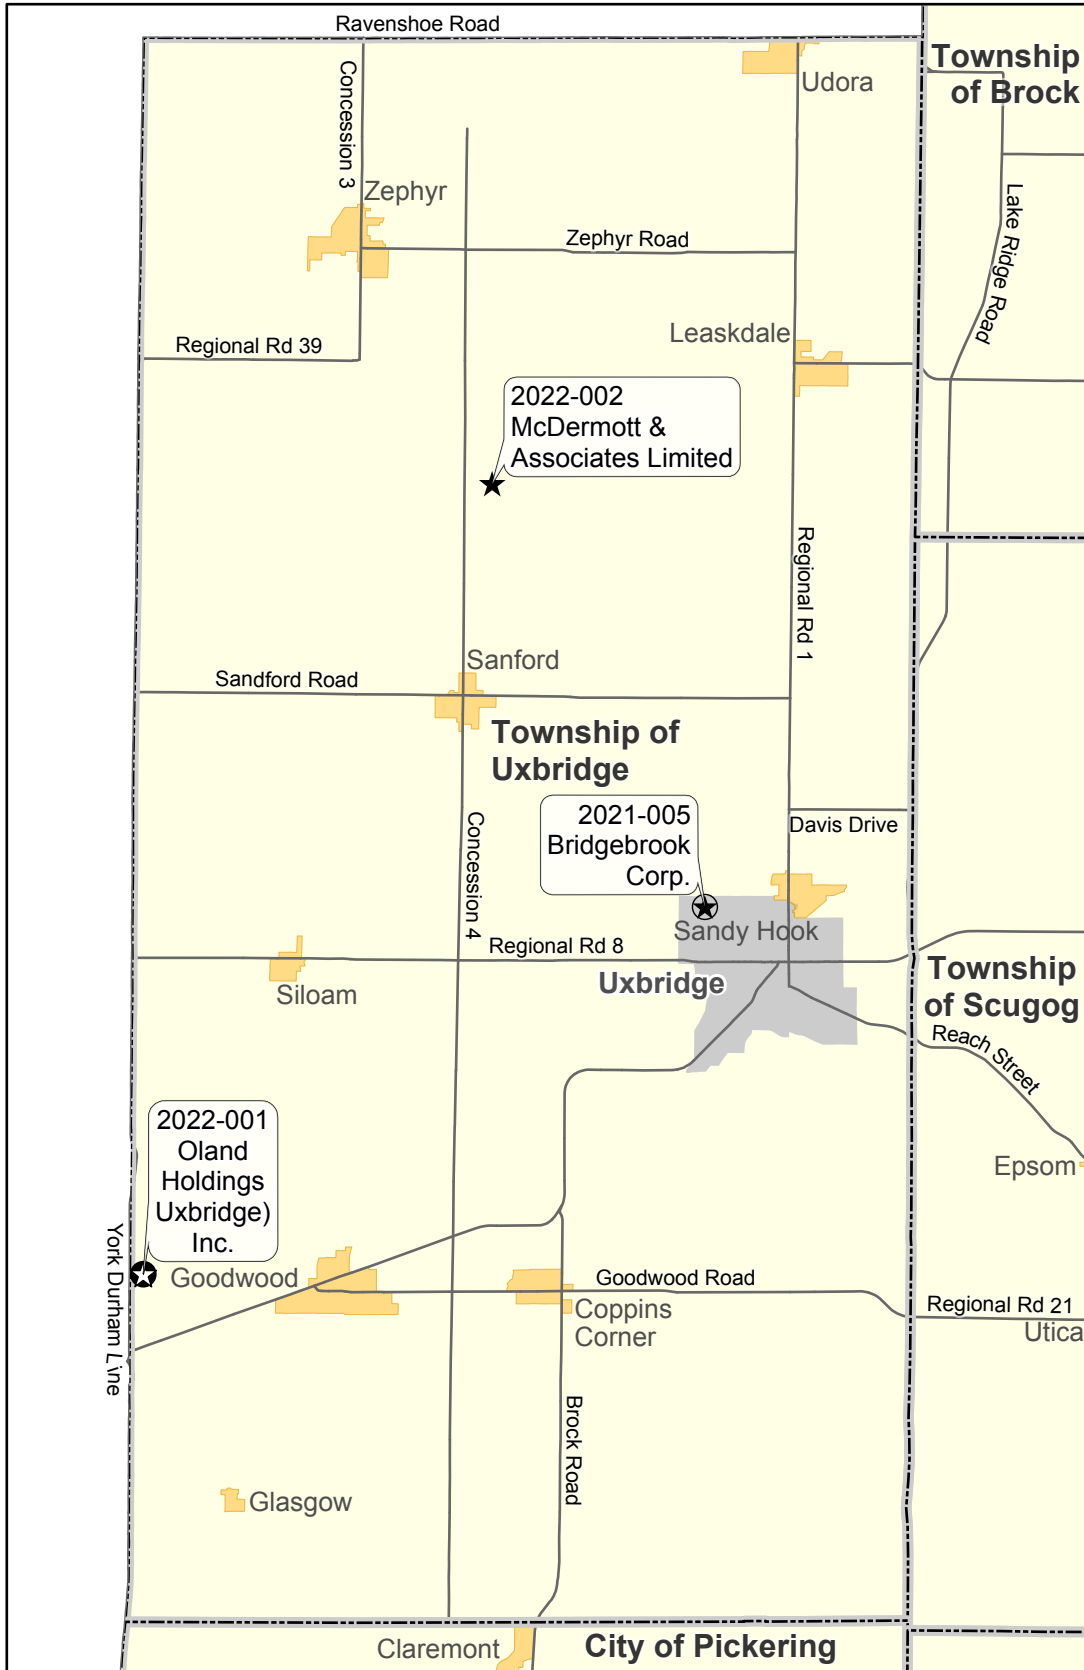 Ravenshoe Road
Township
of Brock
Udora
Concession 3
Zephyr
Lake Ridge Road
Zephyr Road
Leaskdale
Regional Rd 39
2022-002
McDermott &
Associates Limited
Regional Rd 1
Sanford
Sandford Road
Township of
Uxbridge
2021-005
Bridgebrook
Corp.
Davis Drive
Concession 4
Sandy Hook
Regional Rd 8
Uxbridge
Siloam
Township
of Scugog
Reach Street
2022-001
Oland
Holdings
Uxbridge)
Inc.
Epsom
York Durham Line
Goodwood
Goodwood Road
Coppins
Corner
Regional Rd 21
Utica
Brock Road
Glasgow
Claremont
City of Pickering